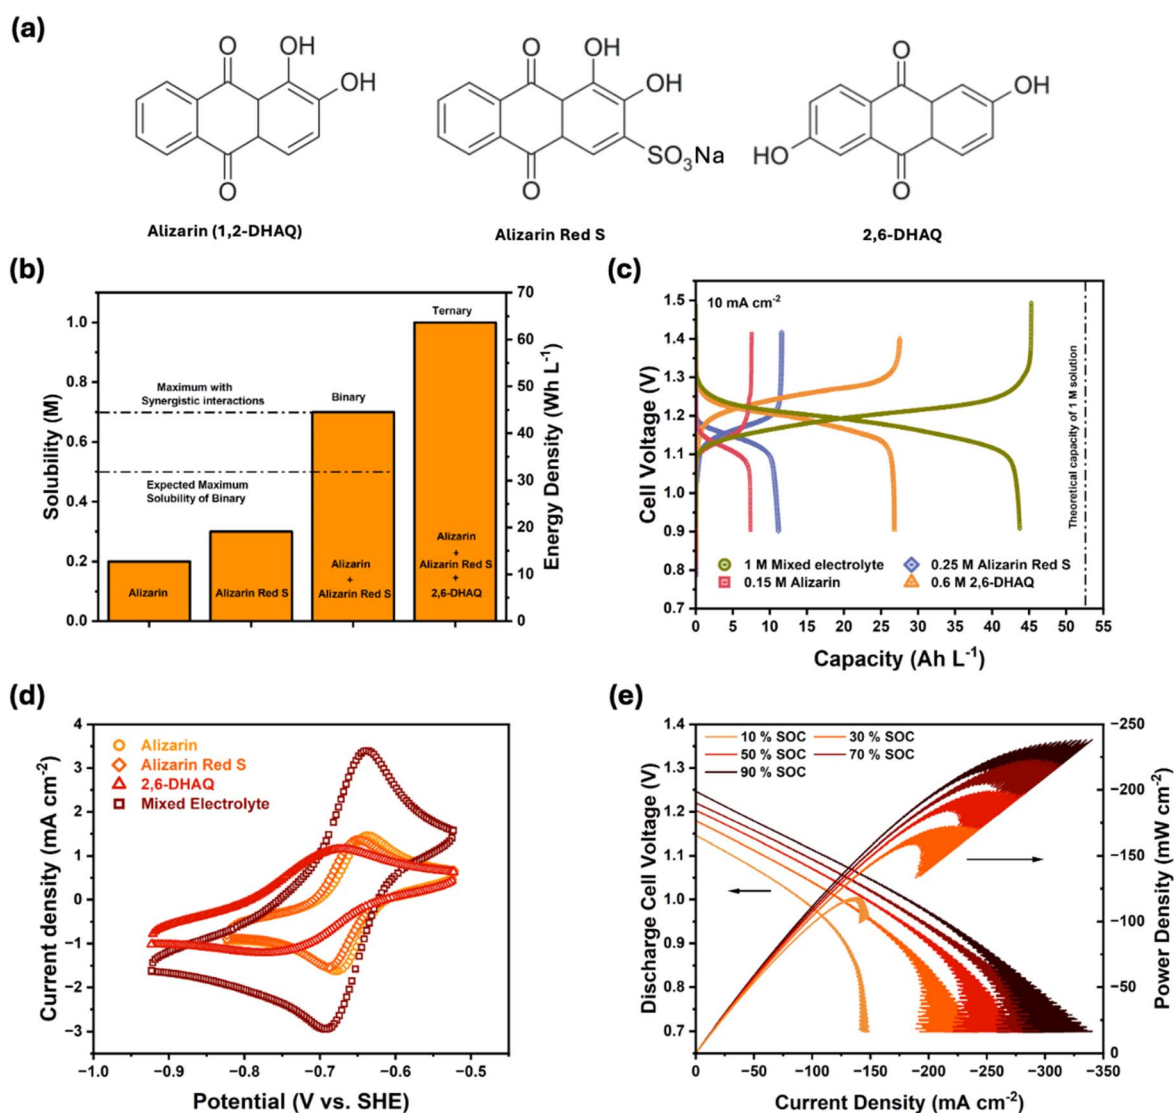 (a)
O
OH
OH
O
Alizarin (1,2-DHAQ)
O
OH
OH
SO3Na
O
Alizarin Red S
O
OH
HO
O
2,6-DHAQ
(b)
Solubility (M)
1.0
0.8
0.6
0.4
0.2
0.0
Maximum with
Synergistic interactions
Expected Maximum
Solubility of Binary
Binary
Ternary
Alizarin
Alizarin Red S
Alizarin
+
Alizarin Red S
Alizarin
+
Alizarin Red S
+
2,6-DHAQ
70
60
50
40
30
20
10
0
Energy Density (Wh L-1)
(c)
Cell Voltage (V)
1.5
1.4
1.3
1.2
1.1
1.0
0.9
0.8
0.7
10 mA cm-2
Theoretical capacity of 1 M solution
1 M Mixed electrolyte
0.25 M Alizarin Red S
0.15 M Alizarin
0.6 M 2,6-DHAQ
0 5 10 15 20 25 30 35 40 45 50 55
Capacity (Ah L-1)
(d)
Current density (mA cm-2)
4
3
2
1
0
−1
−2
−3
Alizarin
Alizarin Red S
2,6-DHAQ
Mixed Electrolyte
−1.0 −0.9 −0.8 −0.7 −0.6 −0.5
Potential (V vs. SHE)
(e)
Discharge Cell Voltage (V)
1.4
1.3
1.2
1.1
1.0
0.9
0.8
0.7
10 % SOC 30 % SOC
50 % SOC 70 % SOC
90 % SOC
−250
−200
−150
−100
−50
0
Power Density (mW cm-2)
0 −50 −100 −150 −200 −250 −300 −350
Current Density (mA cm-2)